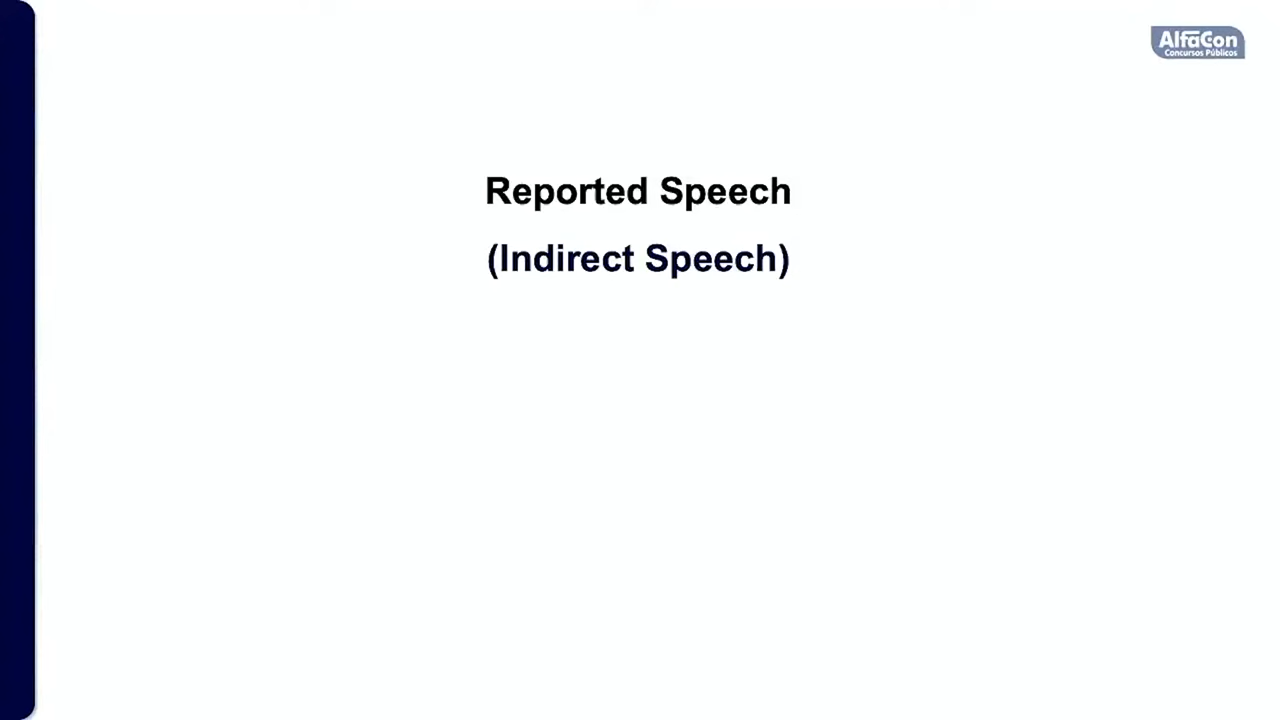 AlfaCon
Concursos Públicos
Reported Speech
(Indirect Speech)